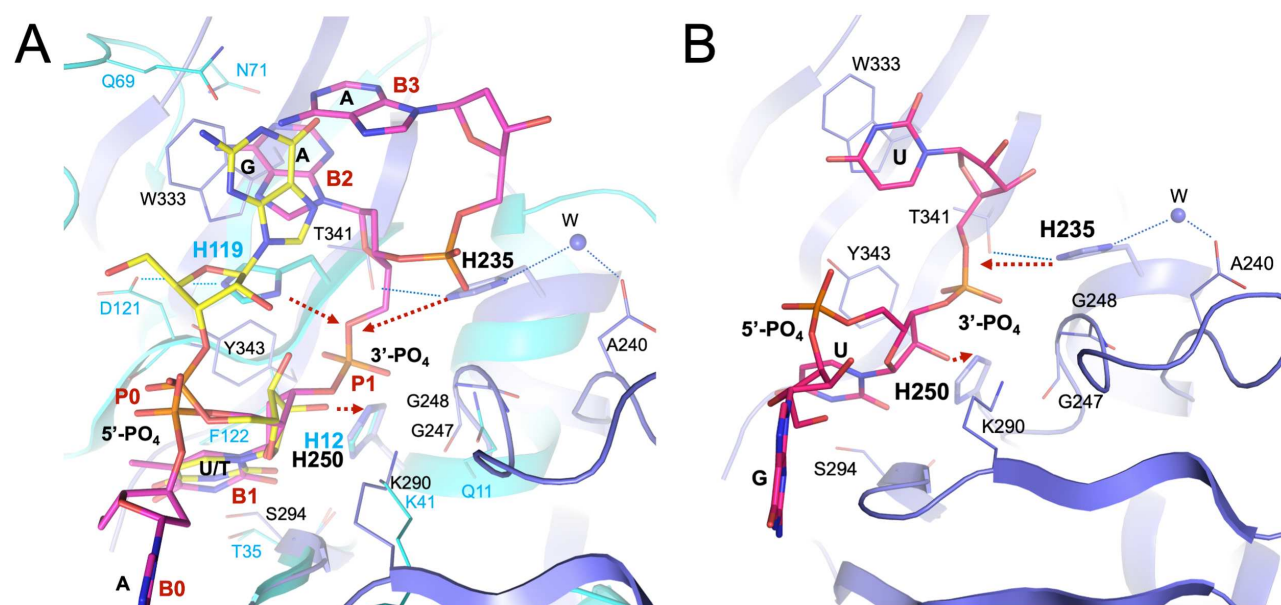 A
Q69
N71
B3
A
G
A
B2
W333
T341
H119
H235
W
D121
Y343
A240
3'-PO4
P1
P0
G248
5'-PO4
F122
H12
G247
H250
U/T
K290
Q11
B1
K41
S294
T35
A
B0
B
W333
U
W
T341
H235
Y343
A240
G248
5'-PO4
3'-PO4
U
H250
G247
K290
S294
G